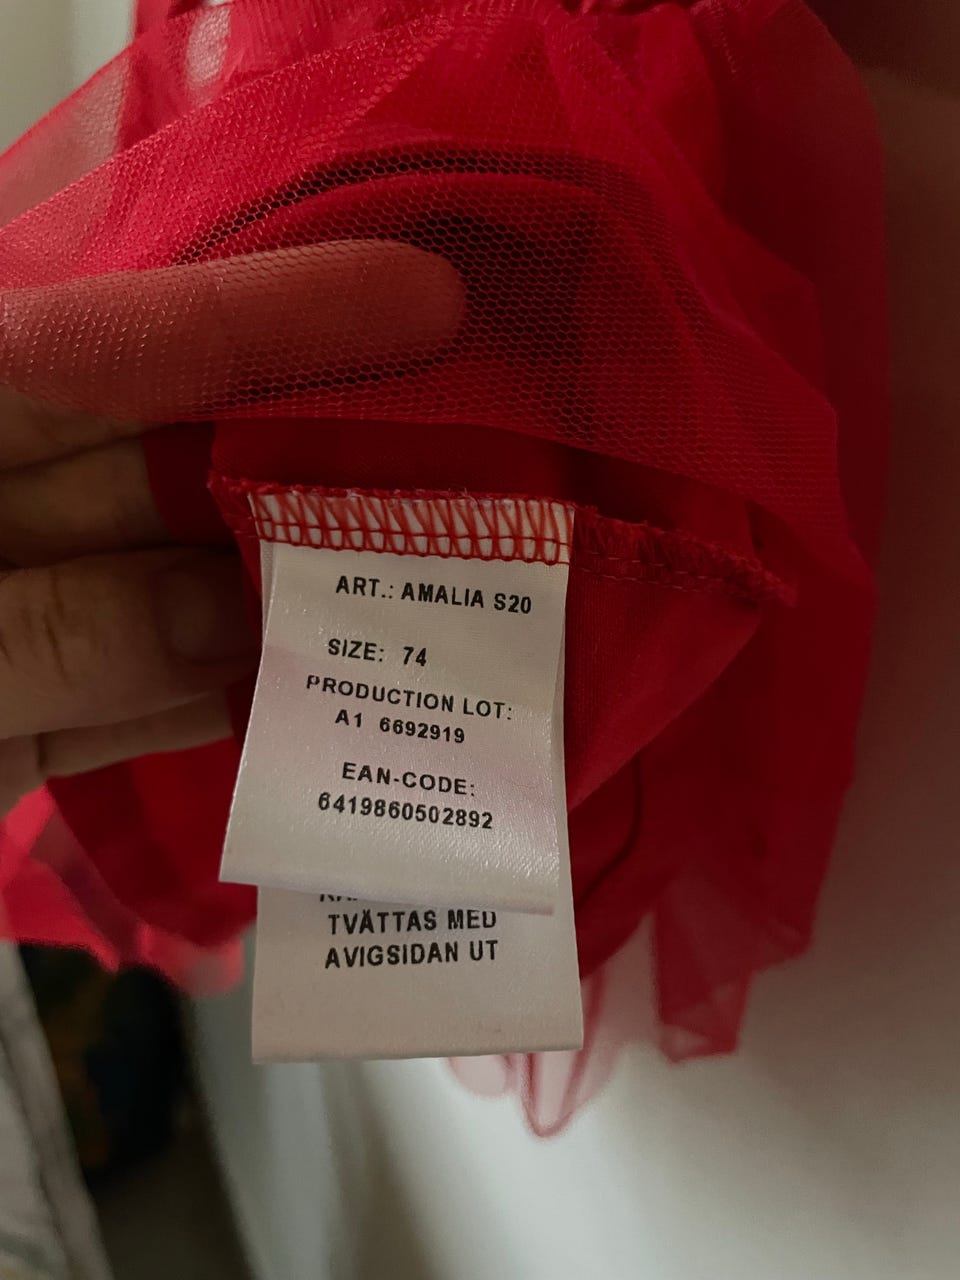 ART.: AMALIA S20
SIZE: 74
PRODUCTION LOT:
A1 6692919
EAN-CODE:
6419860502892
TVÄTTAS MED
AVIGSIDAN UT